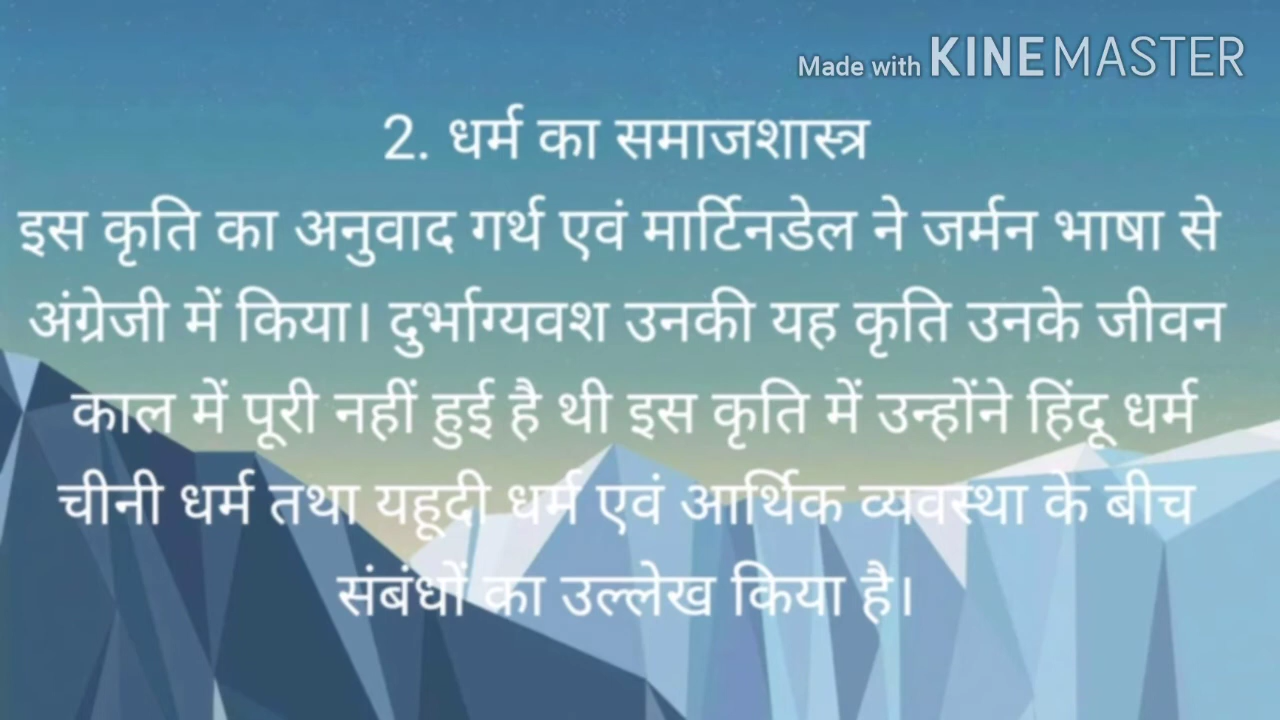 Made with KINEMASTER
2. धर्म का समाजशास्त्र
इस कृति का अनुवाद गर्थ एवं मार्टिनडेल ने जर्मन भाषा से
अंग्रेजी में किया। दुर्भाग्यवश उनकी यह कृति उनके जीवन
काल में पूरी नहीं हुई है थी इस कृति में उन्होंने हिंदू धर्म
चीनी धर्म तथा यहूदी धर्म एवं आर्थिक व्यवस्था के बीच
संबंधों का उल्लेख किया है।